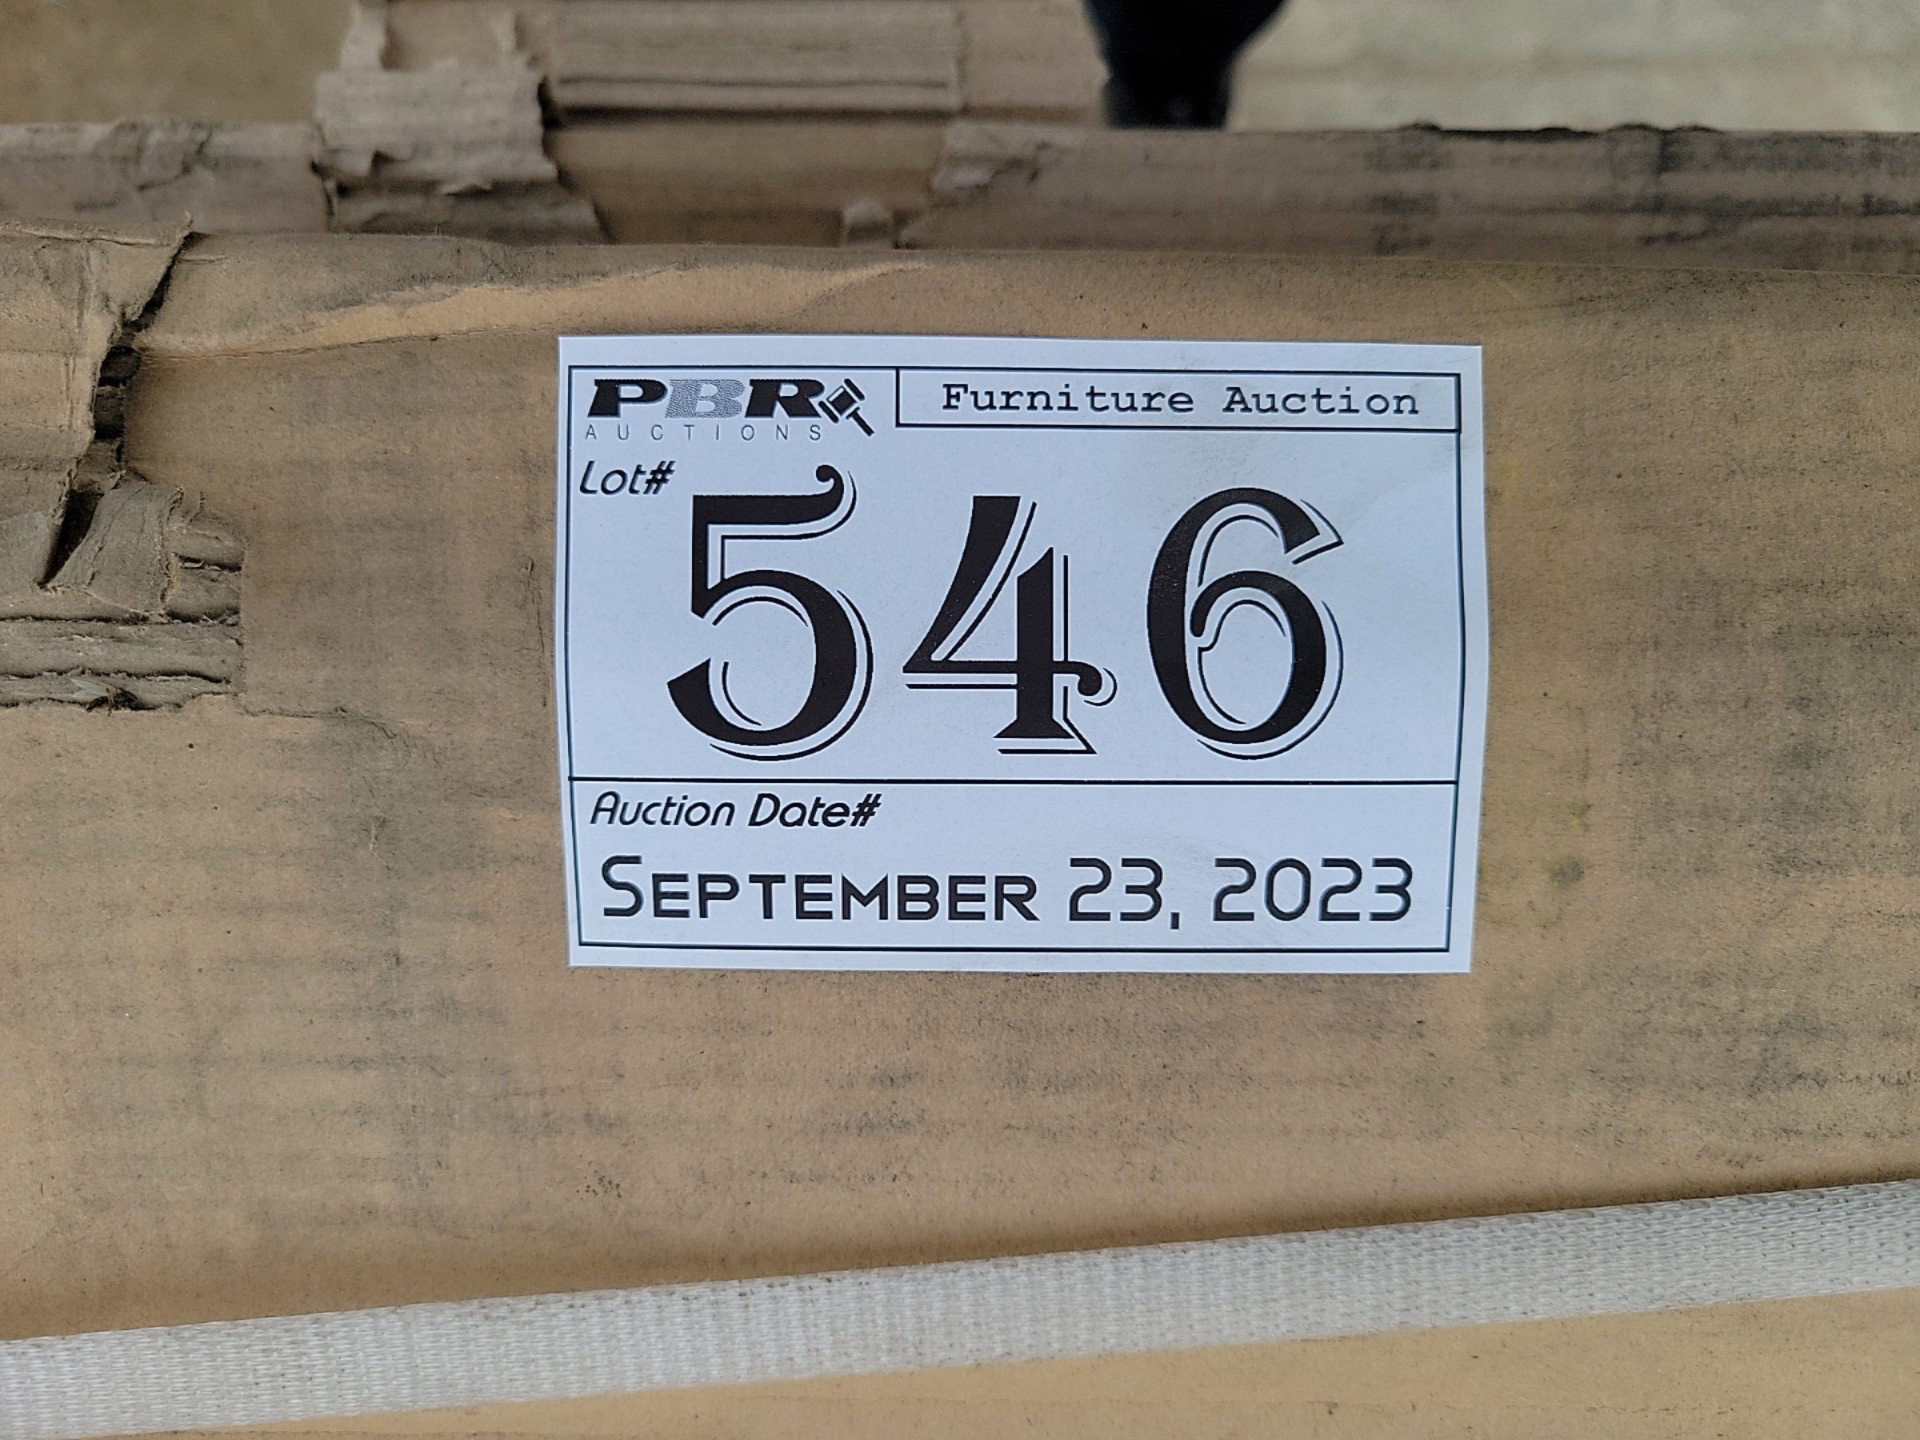 PBR
AUCTIONS
Furniture Auction
Lot#
546
Auction Date#
SEPTEMBER 23, 2023